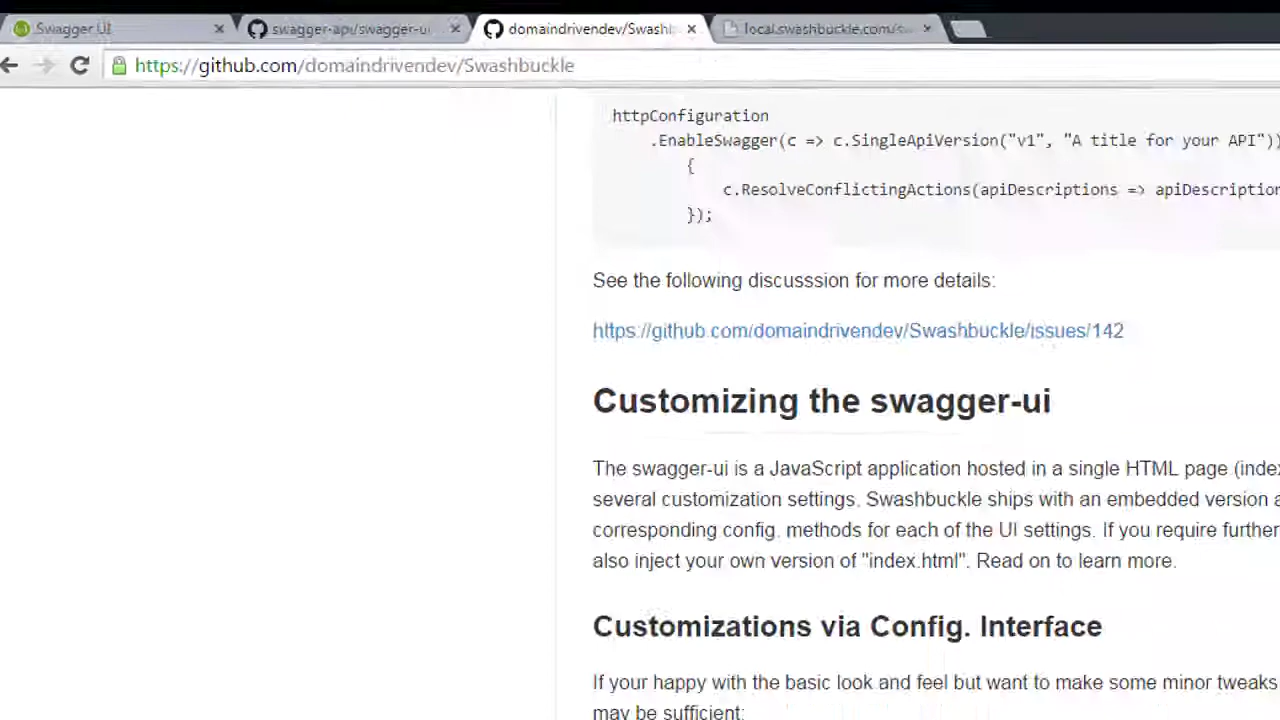 Swagger UI
swagger-api/swagger-ui
domaindrivendev/Swashb
local.swashbuckle.com/s
https://github.com/domaindrivendev/Swashbuckle
httpConfiguration
.EnableSwagger(c => c.SingleApiVersion("v1", "A title for your API"))
{
c.ResolveConflictingActions(apiDescriptions => apiDescription
});
See the following discusssion for more details:
https://github.com/domaindrivendev/Swashbuckle/issues/142
Customizing the swagger-ui
The swagger-ui is a JavaScript application hosted in a single HTML page (inde
several customization settings. Swashbuckle ships with an embedded version a
corresponding config. methods for each of the UI settings. If you require further
also inject your own version of "index.html". Read on to learn more.
Customizations via Config. Interface
If your happy with the basic look and feel but want to make some minor tweaks
may be sufficient: